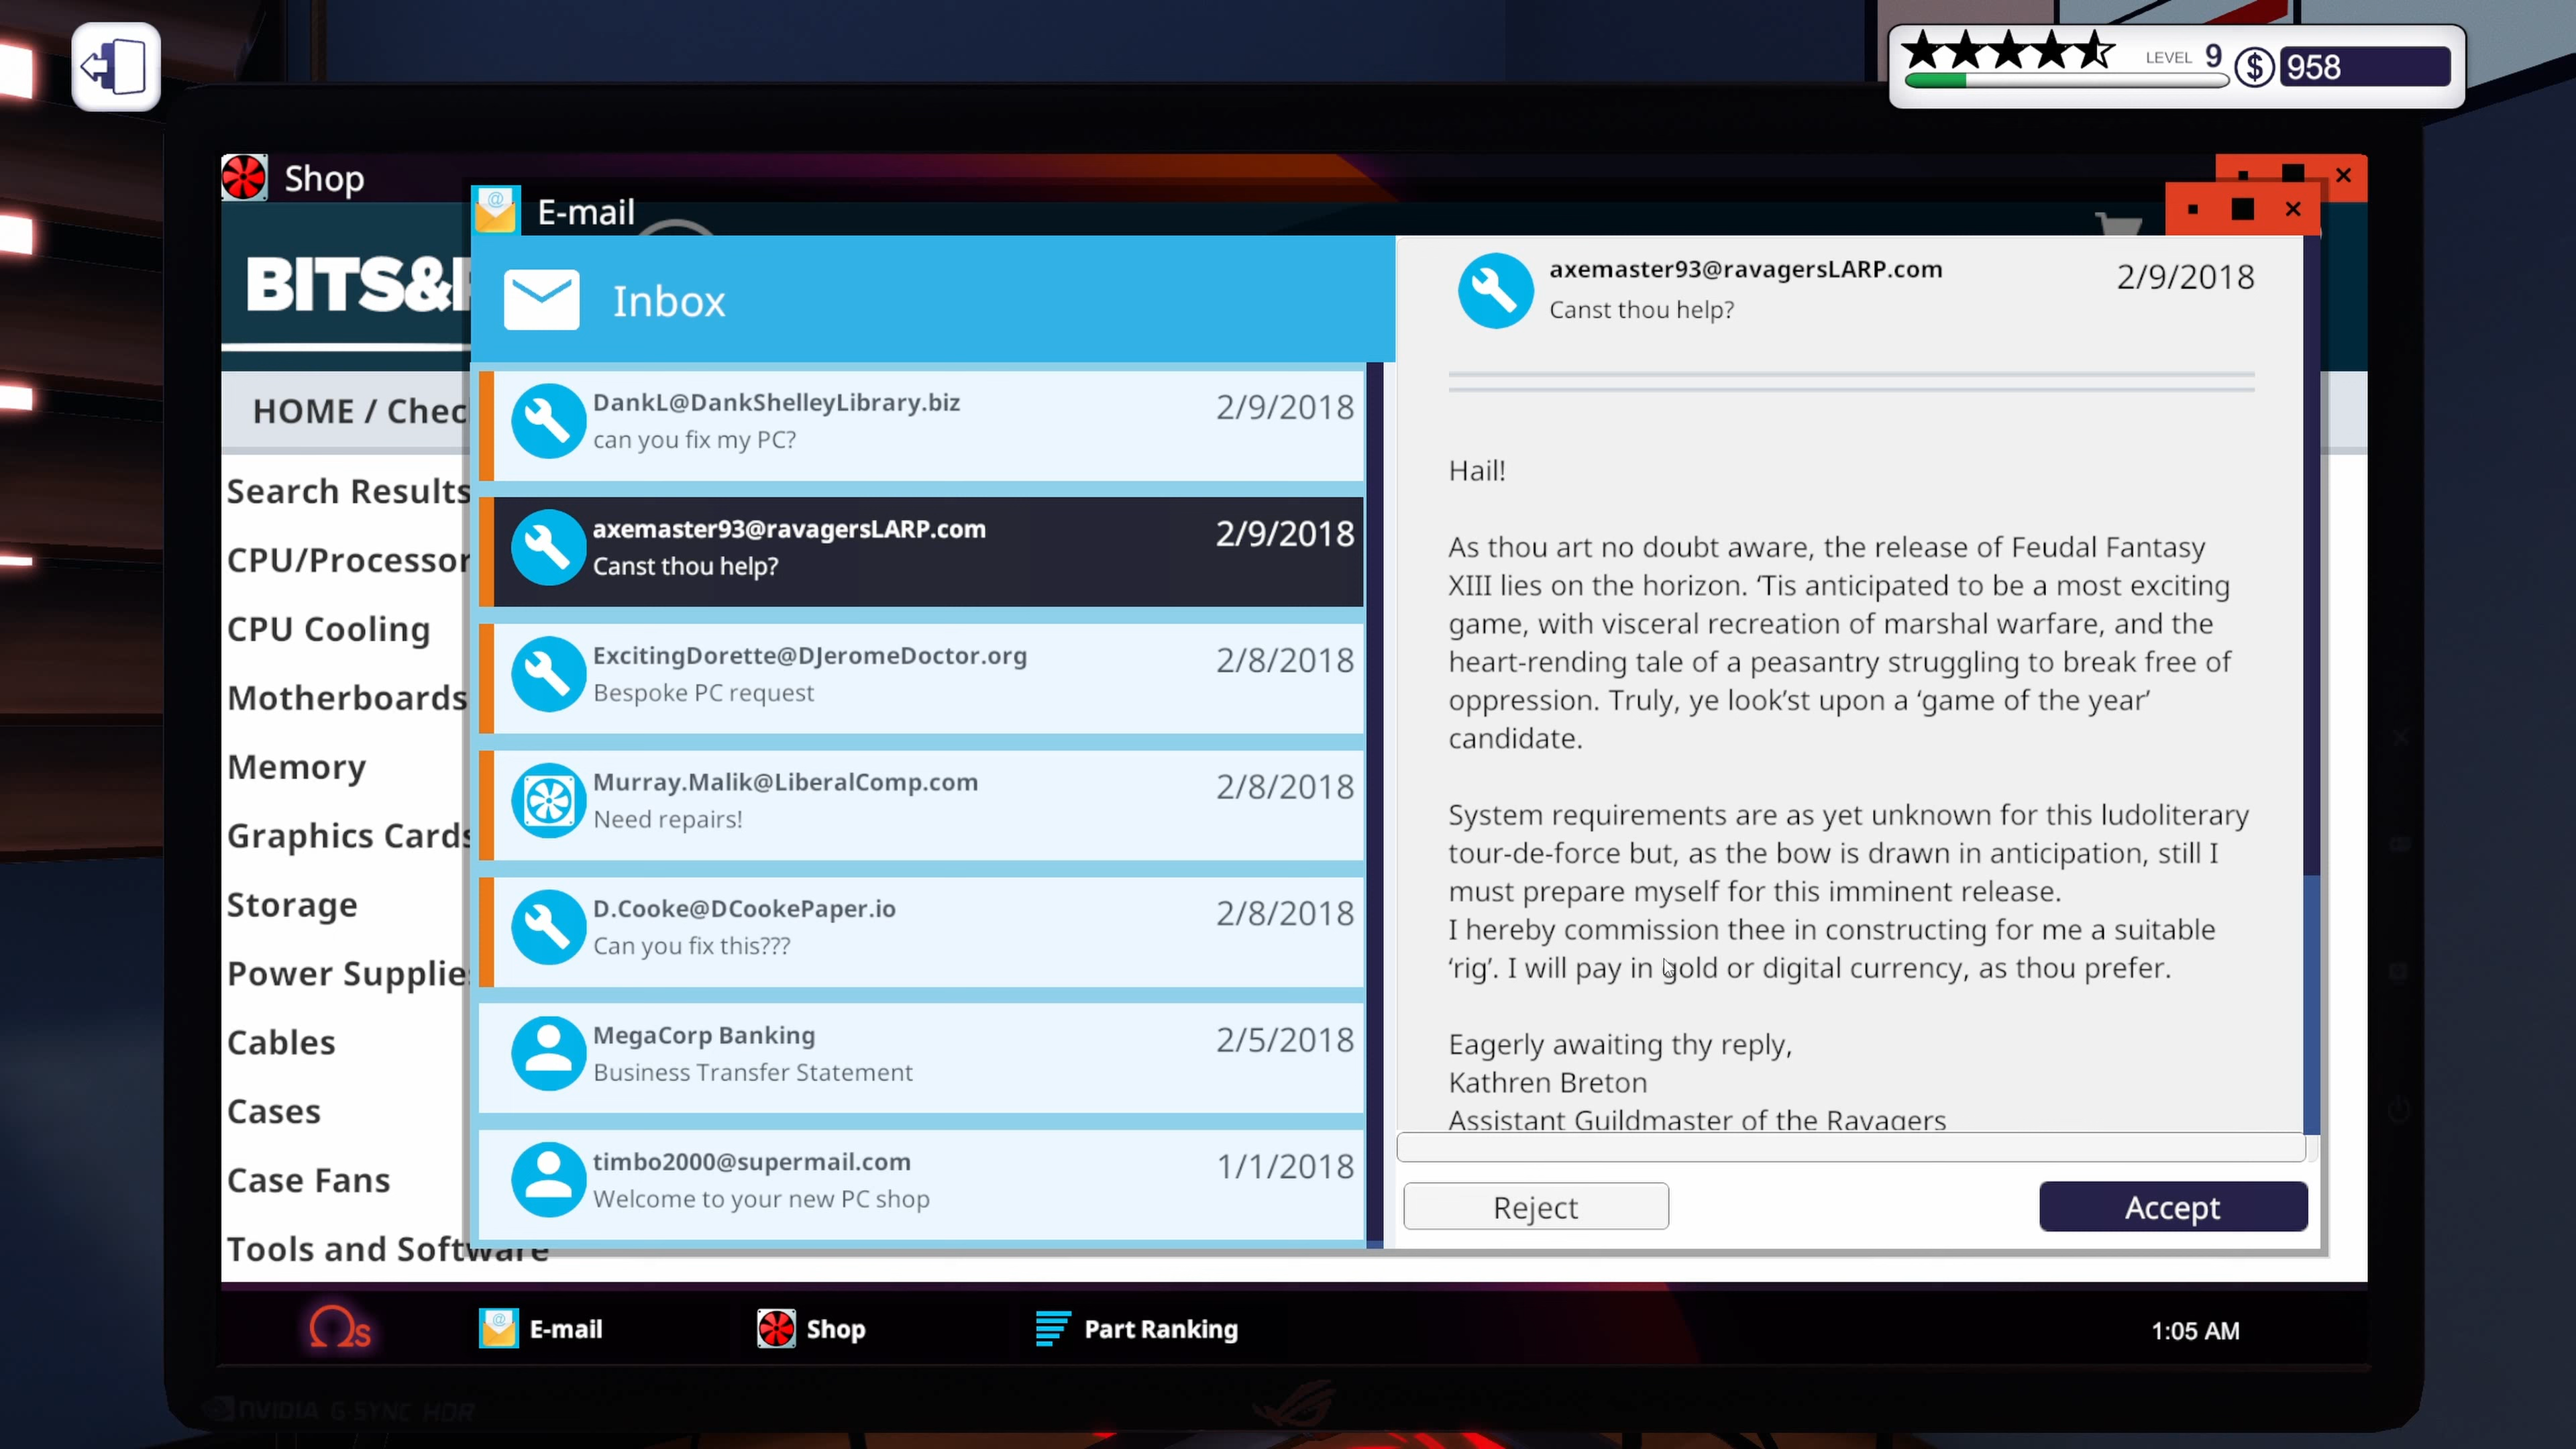 LEVEL 9 $ 958
Shop
E-mail
BITS&
Inbox
HOME / Chec
Search Results
CPU/Processor
CPU Cooling
Motherboards
Memory
Graphics Cards
Storage
Power Supplies
Cables
Cases
Case Fans
Tools and Software
DankL@DankShelleyLibrary.biz 2/9/2018
can you fix my PC?
axemaster93@ravagersLARP.com 2/9/2018
Canst thou help?
ExcitingDorette@DJeromeDoctor.org 2/8/2018
Bespoke PC request
Murray.Malik@LiberalComp.com 2/8/2018
Need repairs!
D.Cooke@DCookePaper.io 2/8/2018
Can you fix this???
MegaCorp Banking 2/5/2018
Business Transfer Statement
timbo2000@supermail.com 1/1/2018
Welcome to your new PC shop
axemaster93@ravagersLARP.com 2/9/2018
Canst thou help?
Hail!
As thou art no doubt aware, the release of Feudal Fantasy
XIII lies on the horizon. ‘Tis anticipated to be a most exciting
game, with visceral recreation of marshal warfare, and the
heart-rending tale of a peasantry struggling to break free of
oppression. Truly, ye look’st upon a ‘game of the year’
candidate.
System requirements are as yet unknown for this ludoliterary
tour-de-force but, as the bow is drawn in anticipation, still I
must prepare myself for this imminent release.
I hereby commission thee in constructing for me a suitable
‘rig’. I will pay in gold or digital currency, as thou prefer.
Eagerly awaiting thy reply,
Kathren Breton
Assistant Guildmaster of the Ravagers
Reject
Accept
Ωs
E-mail
Shop
Part Ranking
1:05 AM
NVIDIA G-SYNC HDR